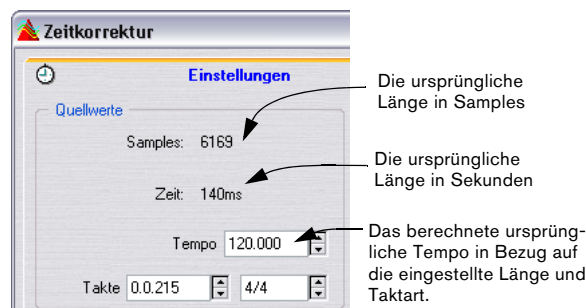 Zeitkorrektur
Einstellungen
Quellwerte
Samples: 6169
Zeit: 140ms
Tempo 120.000
Takte 0.0.215 4/4
Die ursprüngliche
Länge in Samples
Die ursprüngliche
Länge in Sekunden
Das berechnete ursprüng-
liche Tempo in Bezug auf
die eingestellte Länge und
Taktart.